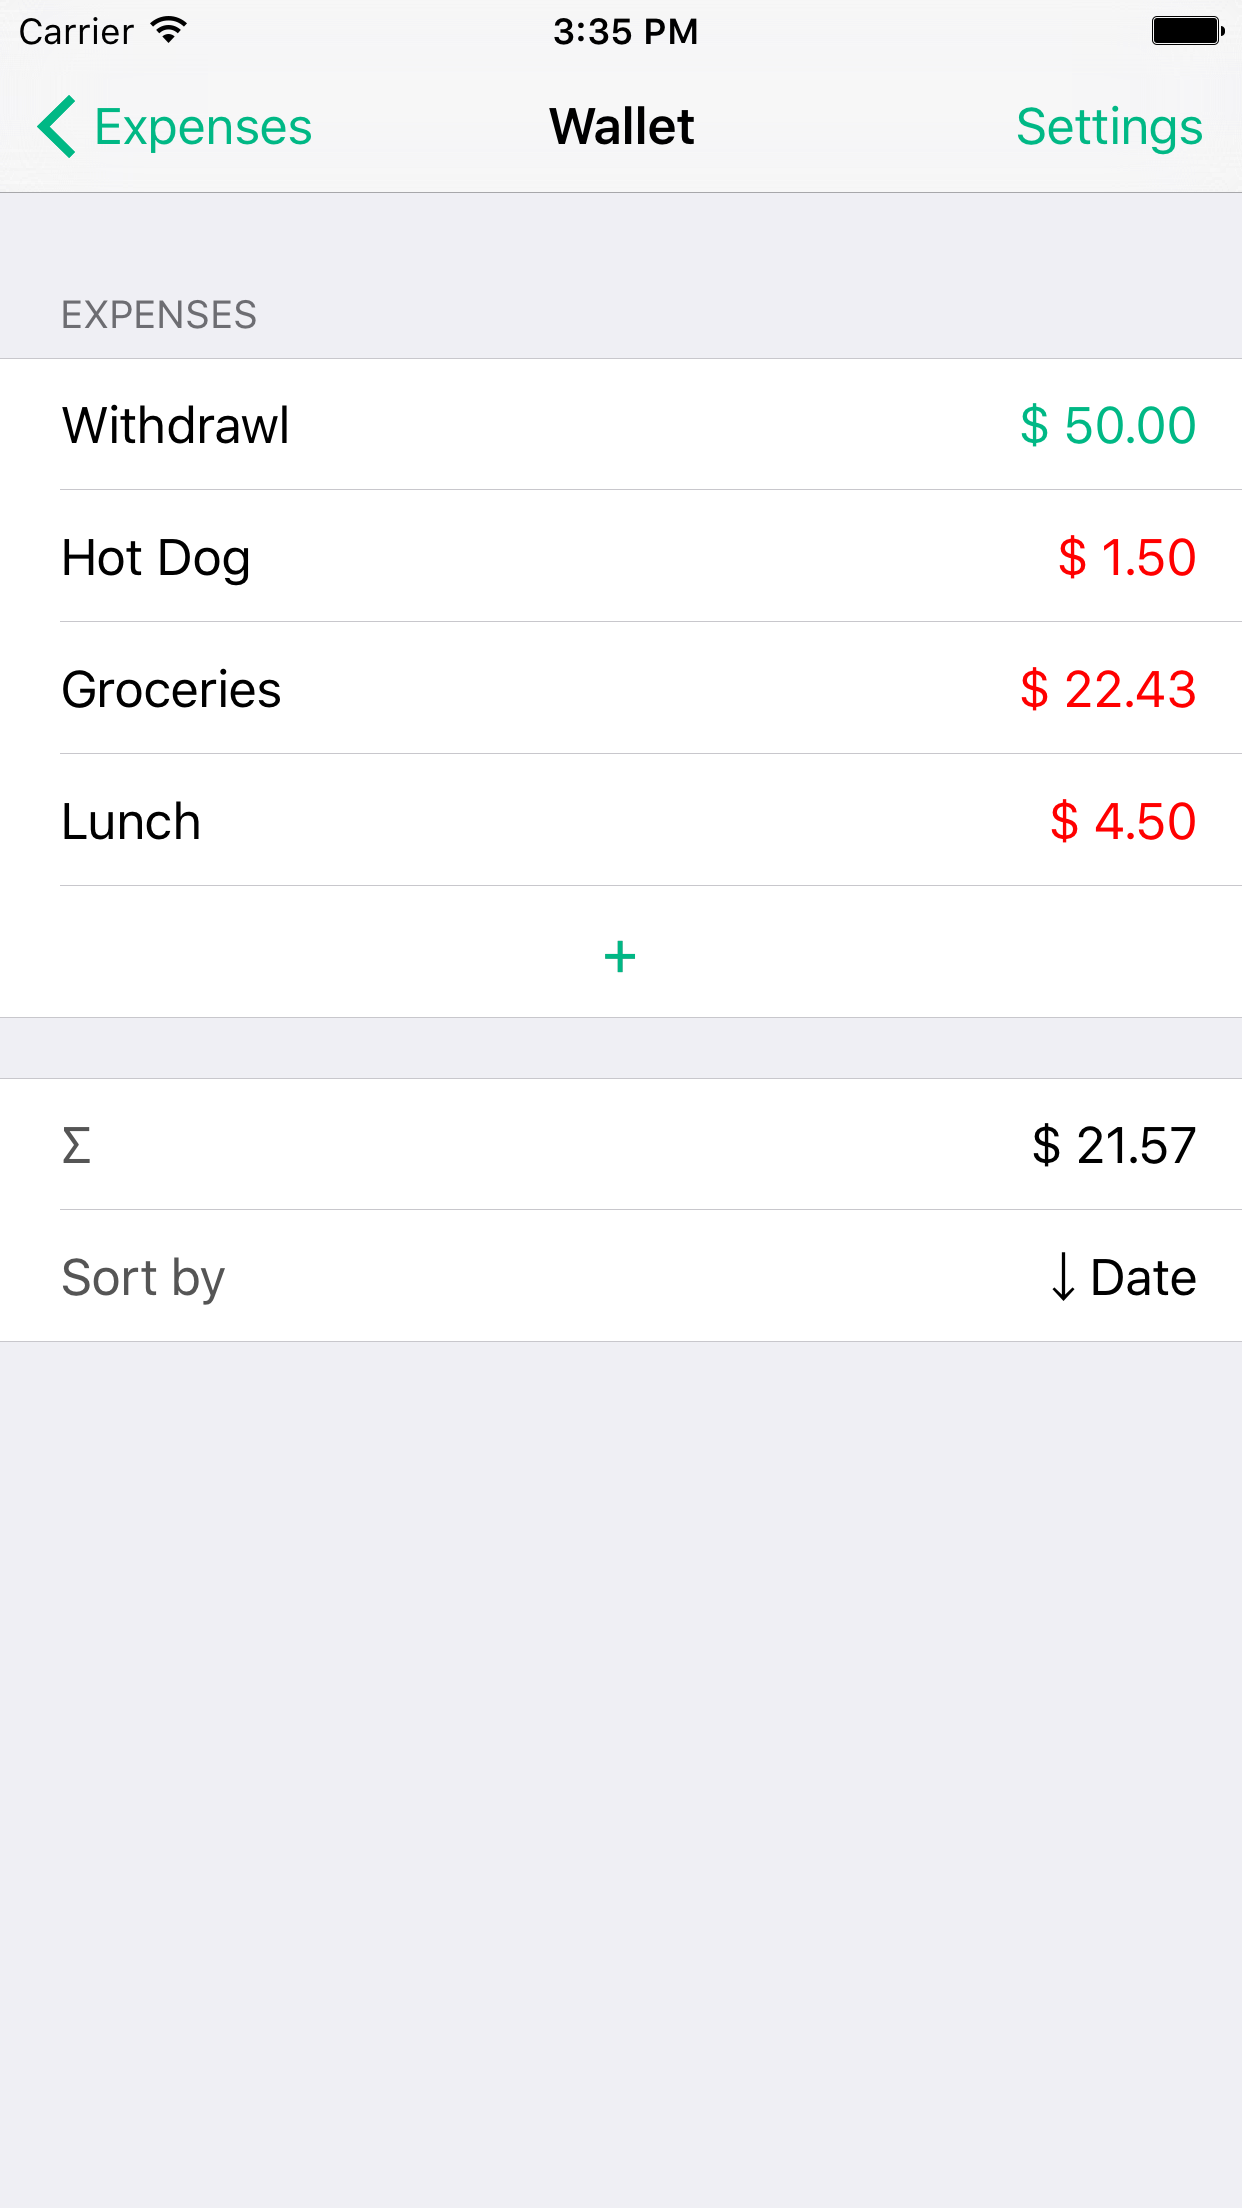 Carrier 3:35 PM
Expenses Wallet Settings
EXPENSES
Withdrawl $ 50.00
Hot Dog $ 1.50
Groceries $ 22.43
Lunch $ 4.50
+
Σ $ 21.57
Sort by ↓ Date